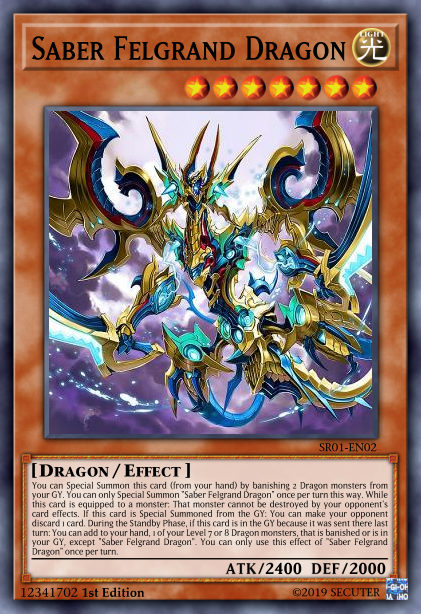 SABER FELGRAND DRAGON
LIGHT
光
SR01-EN02
[DRAGON / EFFECT ]
You can Special Summon this card (from your hand) by banishing 2 Dragon monsters from
your GY. You can only Special Summon "Saber Felgrand Dragon" once per turn this way. While
this card is equipped to a monster: That monster cannot be destroyed by your opponent's
card effects. If this card is Special Summoned from the GY: You can make your opponent
discard 1 card. During the Standby Phase, if this card is in the GY because it was sent there last
turn: You can add to your hand, 1 of your Level 7 or 8 Dragon monsters, that is banished or is in
your GY, except "Saber Felgrand Dragon". You can only use this effect of "Saber Felgrand
Dragon" once per turn.
ATK/2400 DEF/2000
12341702 1st Edition
©2019 SECUTER